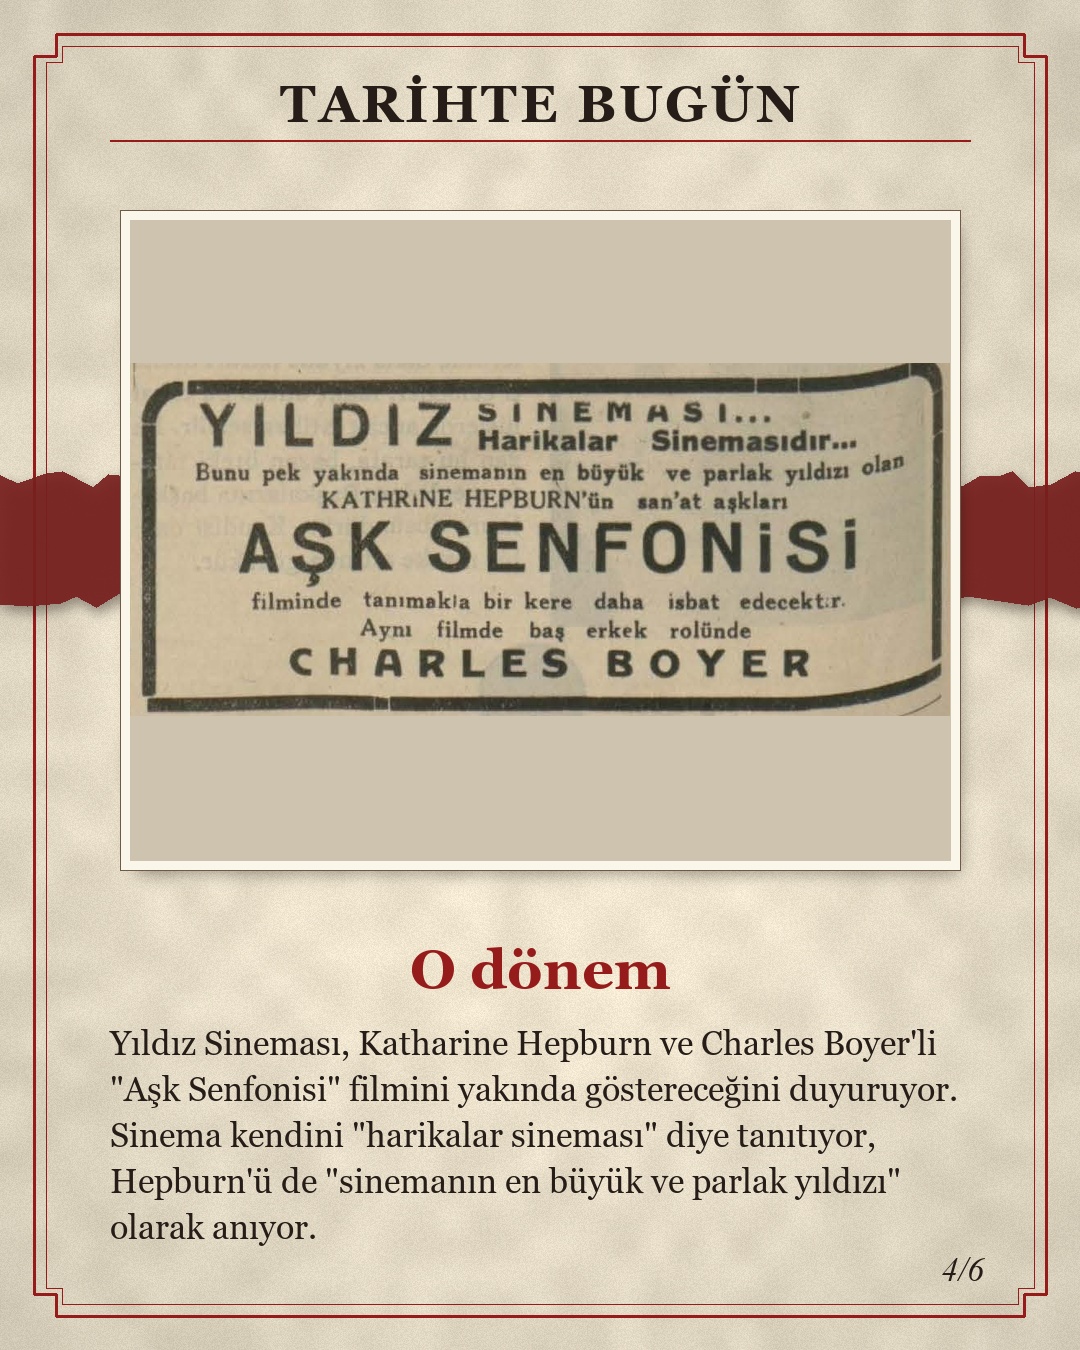 TARİHTE BUGÜN
YILDIZ SİNEMASI...
Harikalar Sinemasıdır...
Bunu pek yakında sinemanın en büyük ve parlak yıldızı olan
KATHRiNE HEPBURN'ün san'at aşkları
AŞK SENFONiSi
filminde tanımakla bir kere daha isbat edecektir.
Aynı filmde baş erkek rolünde
CHARLES BOYER
O dönem
Yıldız Sineması, Katharine Hepburn ve Charles Boyer'li
"Aşk Senfonisi" filmini yakında göstereceğini duyuruyor.
Sinema kendini "harikalar sineması" diye tanıtıyor,
Hepburn'ü de "sinemanın en büyük ve parlak yıldızı"
olarak anıyor.
4/6